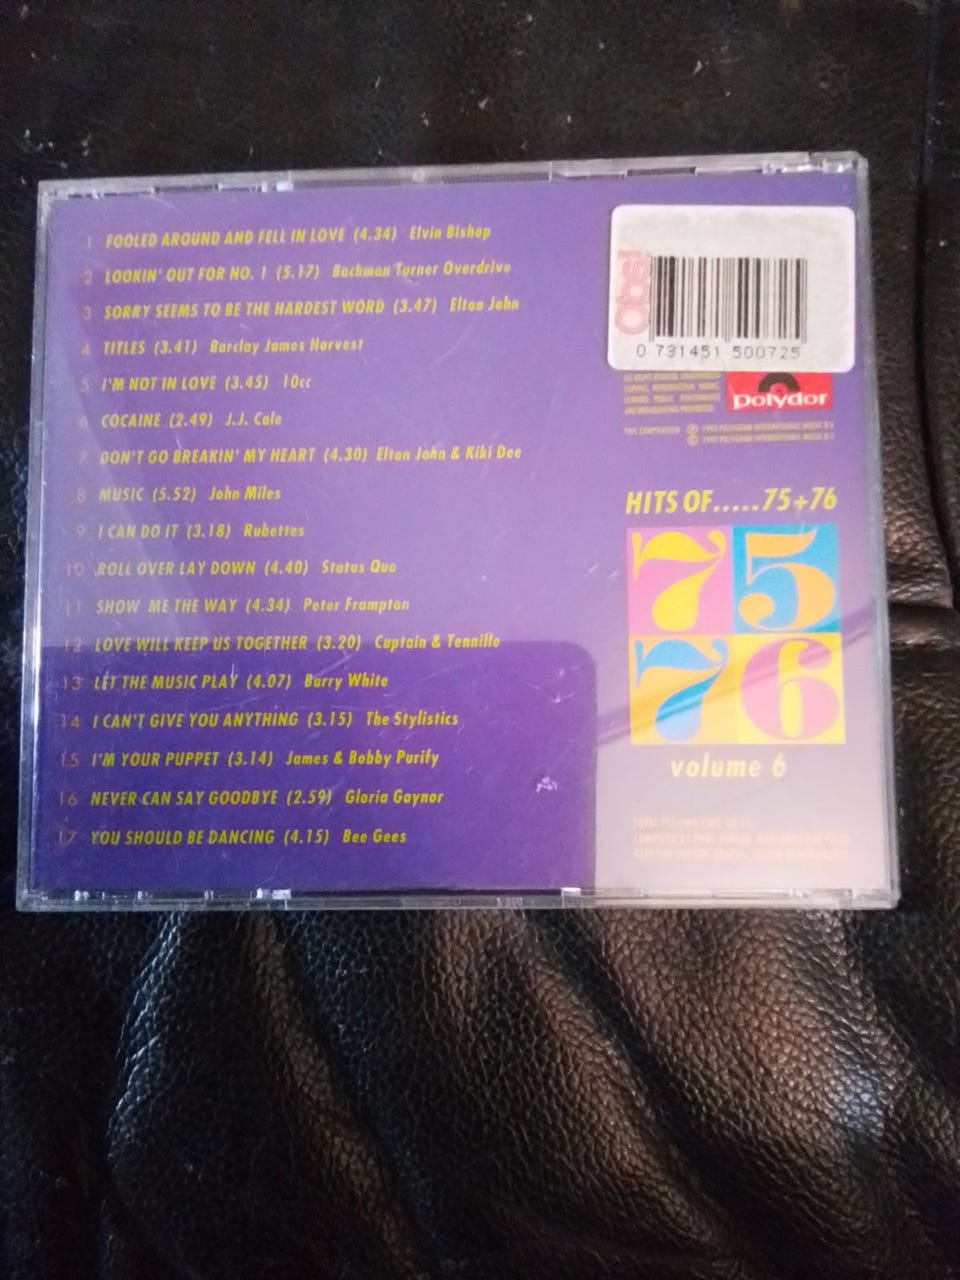 1 FOOLED AROUND AND FELL IN LOVE (4.34) Elvin Bishop
2 LOOKIN' OUT FOR NO. 1 (5.17) Bachman Turner Overdrive
3 SORRY SEEMS TO BE THE HARDEST WORD (3.47) Elton John
4 TITLES (3.41) Barclay James Harvest
5 I'M NOT IN LOVE (3.45) 10cc
6 COCAINE (2.49) J.J. Cale
7 DON'T GO BREAKIN' MY HEART (4.30) Elton John & Kiki Dee
8 MUSIC (5.52) John Miles
9 I CAN DO IT (3.18) Rubettes
10 ROLL OVER LAY DOWN (4.40) Status Quo
11 SHOW ME THE WAY (4.34) Peter Frampton
12 LOVE WILL KEEP US TOGETHER (3.20) Captain & Tennille
13 LET THE MUSIC PLAY (4.07) Barry White
14 I CAN'T GIVE YOU ANYTHING (3.15) The Stylistics
15 I'M YOUR PUPPET (3.14) James & Bobby Purify
16 NEVER CAN SAY GOODBYE (2.59) Gloria Gaynor
17 YOU SHOULD BE DANCING (4.15) Bee Gees
0 731451 500725
polydor
HITS OF.....75+76
75
76
volume 6